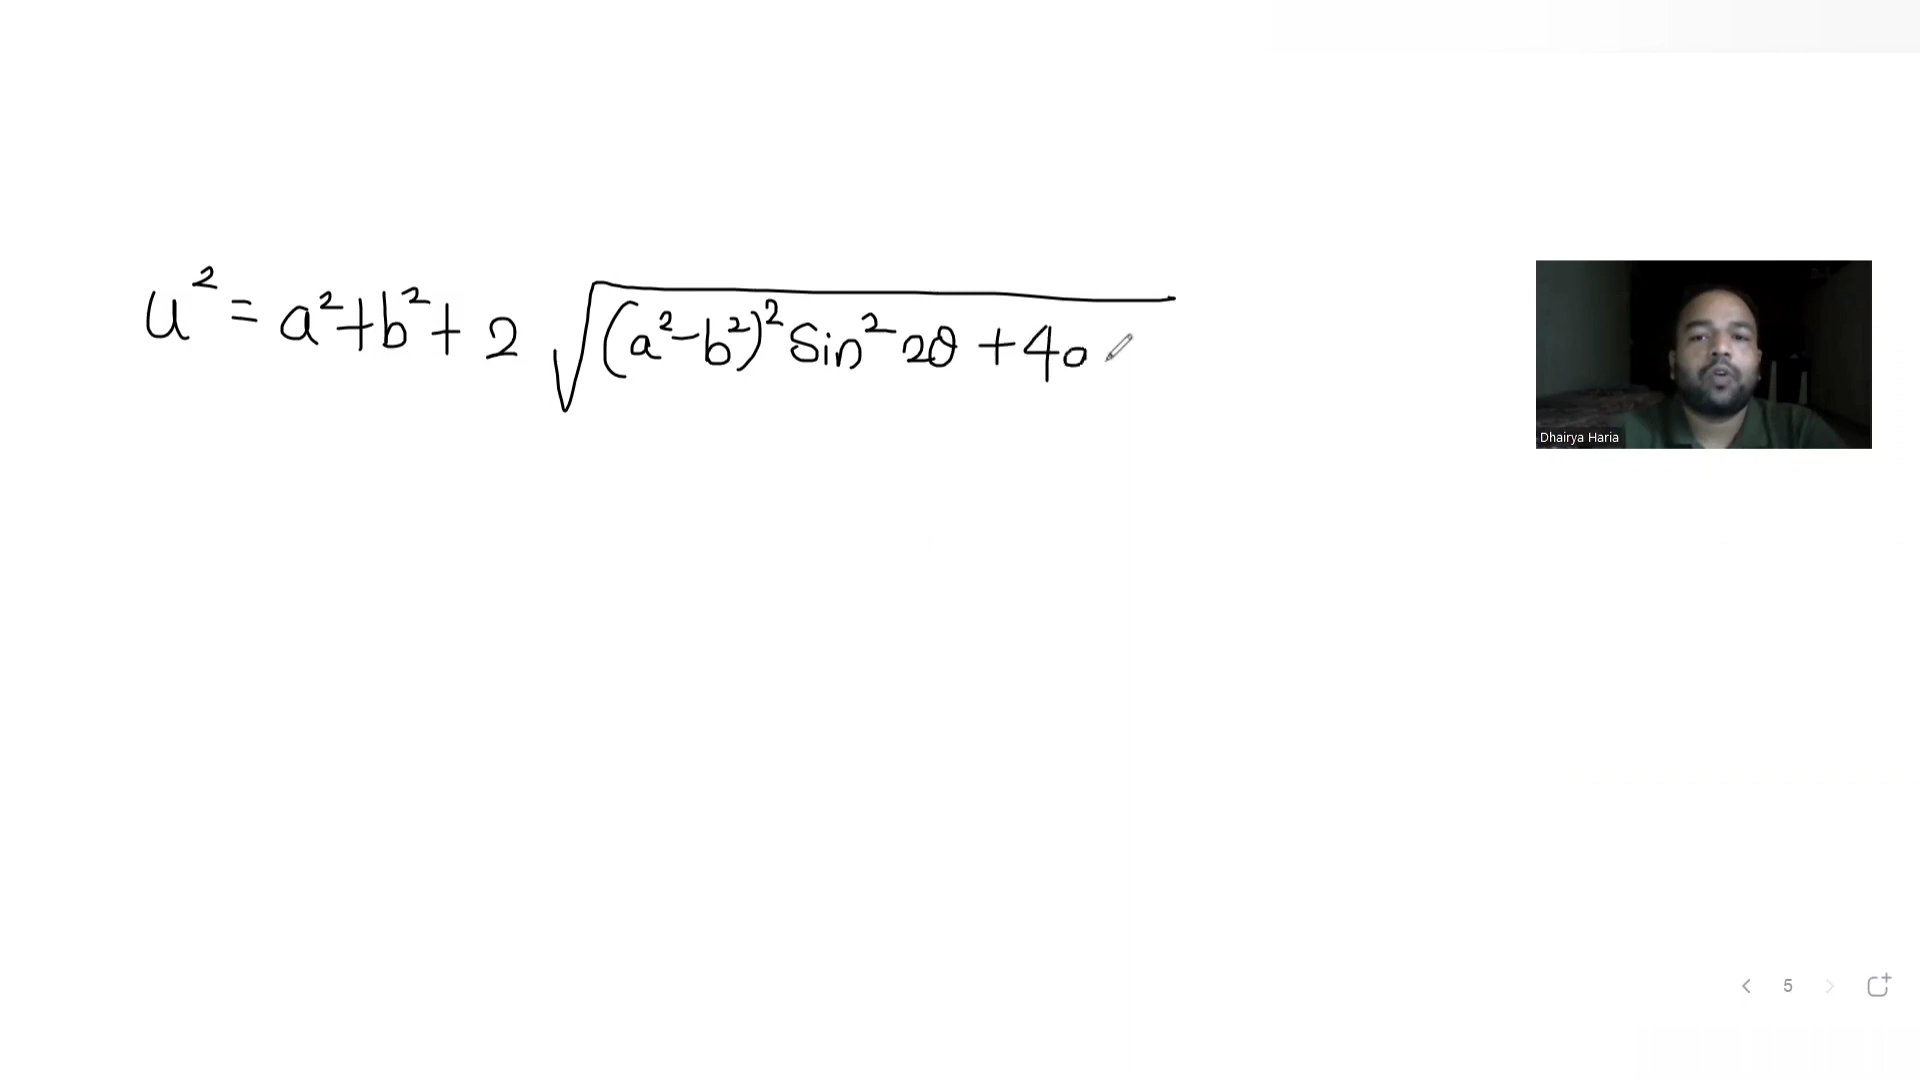 u² = a²+b²+ 2 √(a²-b²)² Sin² 2θ + 4a
Dhairya Haria
5